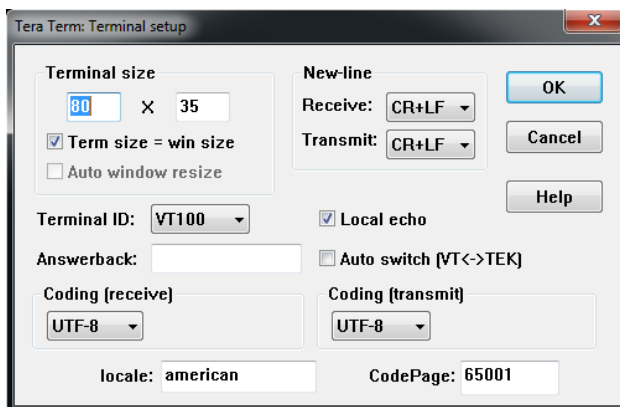 Tera Term: Terminal setup
Terminal size
80 X 35
Term size = win size
Auto window resize
New-line
Receive: CR+LF
Transmit: CR+LF
OK
Cancel
Help
Terminal ID: VT100
Local echo
Answerback:
Auto switch (VT<->TEK)
Coding (receive)
UTF-8
Coding (transmit)
UTF-8
locale: american
CodePage: 65001